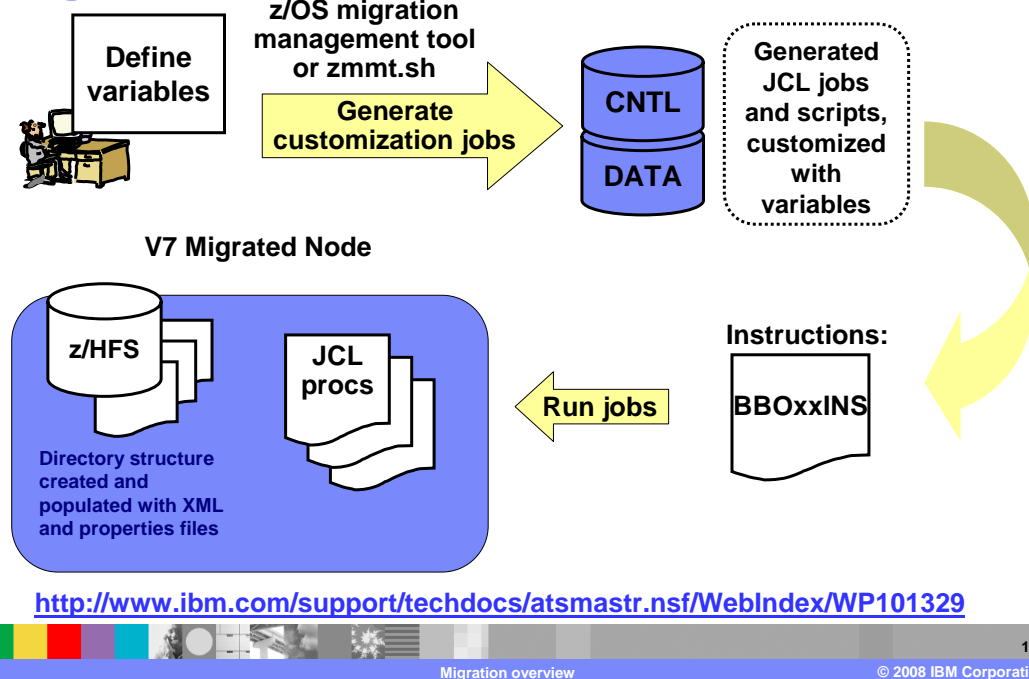 z/OS migration
management tool
or zmmt.sh
Define
variables
Generate
customization jobs
CNTL
DATA
Generated
JCL jobs
and scripts,
customized
with
variables
V7 Migrated Node
z/HFS
JCL
procs
Directory structure
created and
populated with XML
and properties files
Run jobs
Instructions:
BBOxxINS
http://www.ibm.com/support/techdocs/atsmastr.nsf/WebIndex/WP101329
1
Migration overview
© 2008 IBM Corporati